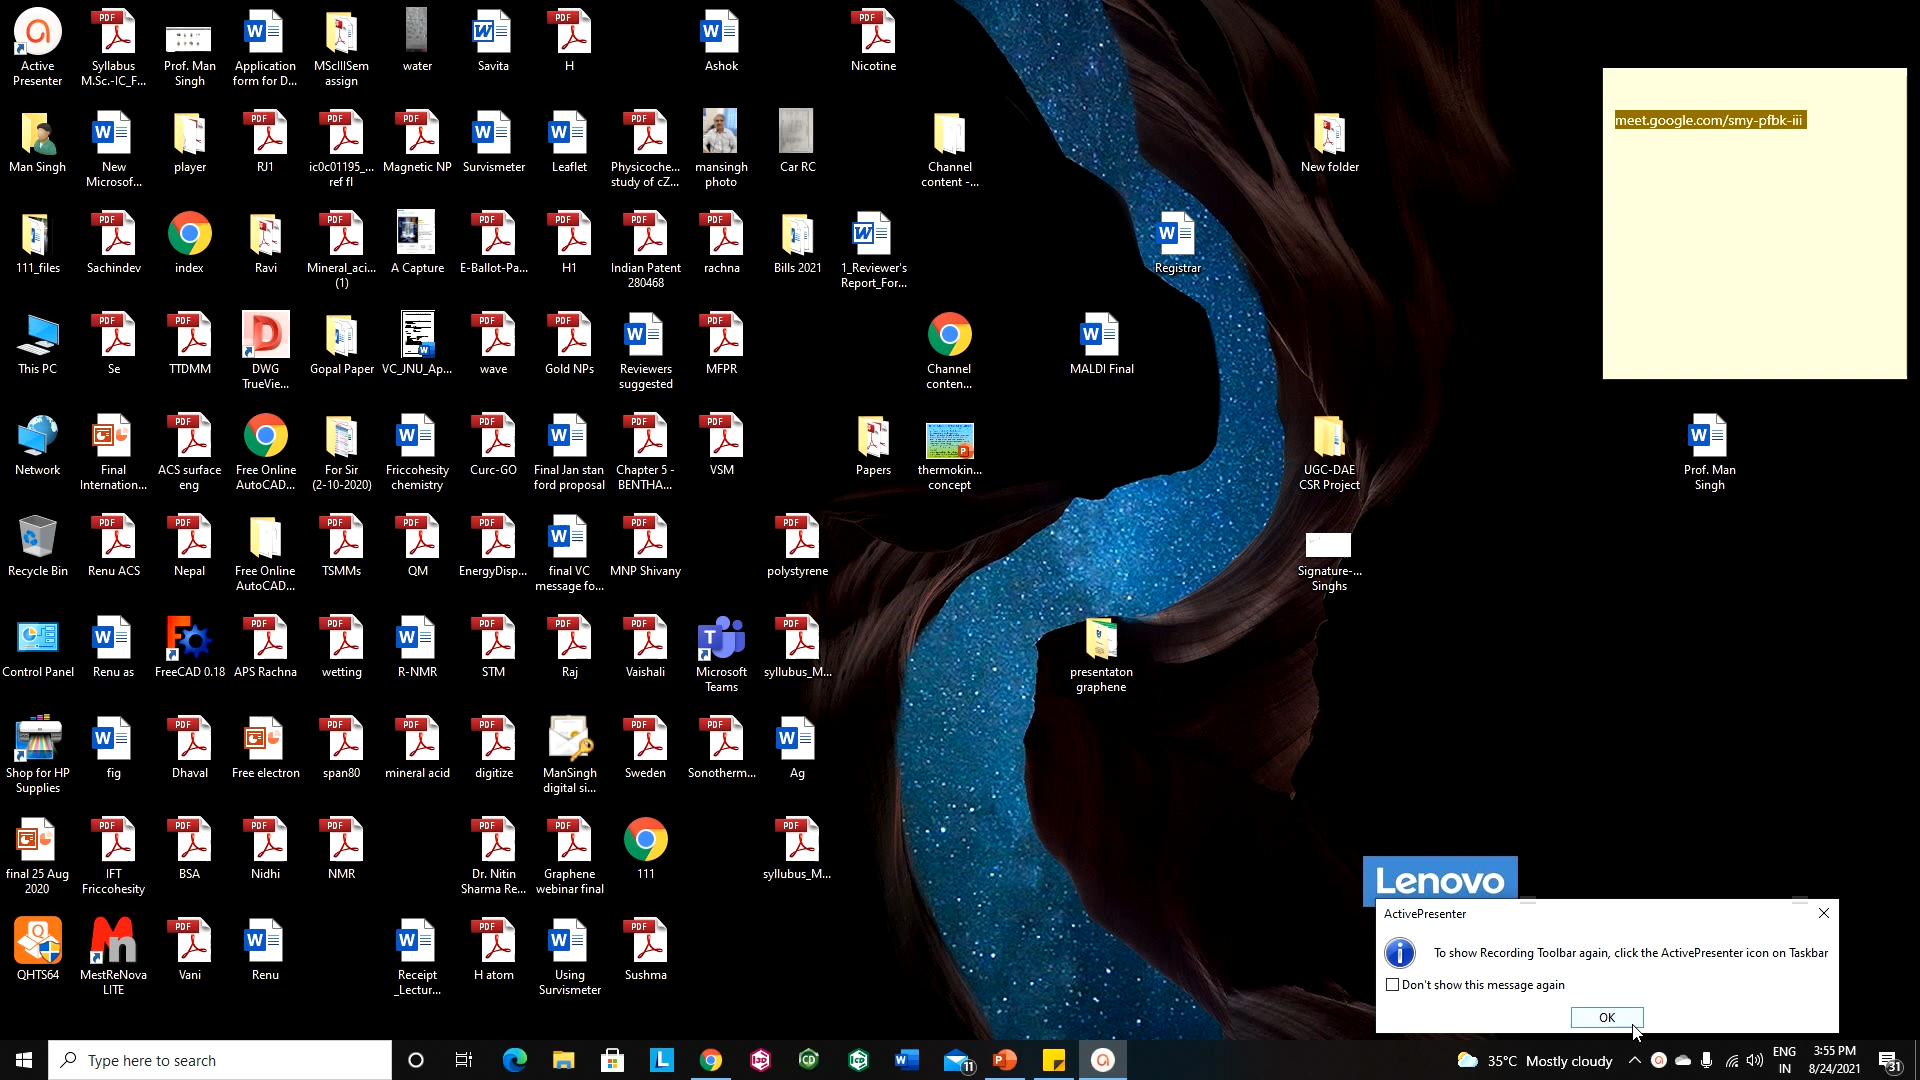 Active
Presenter
Syllabus
M.Sc.-IC_F...
Prof. Man
Singh
Application
form for D...
MScIIISem
assign
water
Savita
H
Ashok
Nicotine
meet.google.com/smy-pfbk-iii
Man Singh
New
Microsof...
player
RJ1
ic0c01195_...
ref fl
Magnetic NP
Survismeter
Leaflet
Physicoche...
study of cZ...
mansingh
photo
Car RC
Channel
content -...
New folder
111_files
Sachindev
index
Ravi
Mineral_aci...
(1)
A Capture
E-Ballot-Pa...
H1
Indian Patent
280468
rachna
Bills 2021
1_Reviewer's
Report_For...
Registrar
This PC
Se
TTDMM
DWG
TrueVie...
Gopal Paper
VC_JNU_Ap...
wave
Gold NPs
Reviewers
suggested
MFPR
Channel
conten...
MALDI Final
Network
Final
Internation...
ACS surface
eng
Free Online
AutoCAD...
For Sir
(2-10-2020)
Friccohesity
chemistry
Curc-GO
Final Jan stan
ford proposal
Chapter 5 -
BENTHA...
VSM
Papers
thermokin...
concept
UGC-DAE
CSR Project
Prof. Man
Singh
Recycle Bin
Renu ACS
Nepal
Free Online
AutoCAD...
TSMMs
QM
EnergyDisp...
final VC
message fo...
MNP Shivany
polystyrene
Signature-...
Singhs
Control Panel
Renu as
FreeCAD 0.18
APS Rachna
wetting
R-NMR
STM
Raj
Vaishali
Microsoft
Teams
syllubus_M...
presentaton
graphene
Shop for HP
Supplies
fig
Dhaval
Free electron
span80
mineral acid
digitize
ManSingh
digital si...
Sweden
Sonotherm...
Ag
final 25 Aug
2020
IFT
Friccohesity
BSA
Nidhi
NMR
Dr. Nitin
Sharma Re...
Graphene
webinar final
111
syllubus_M...
Lenovo
ActivePresenter
To show Recording Toolbar again, click the ActivePresenter icon on Taskbar
Don't show this message again
OK
QHTS64
MestReNova
LITE
Vani
Renu
Receipt
_Lectur...
H atom
Using
Survismeter
Sushma
Type here to search
11
35°C Mostly cloudy
ENG
IN
3:55 PM
8/24/2021
31